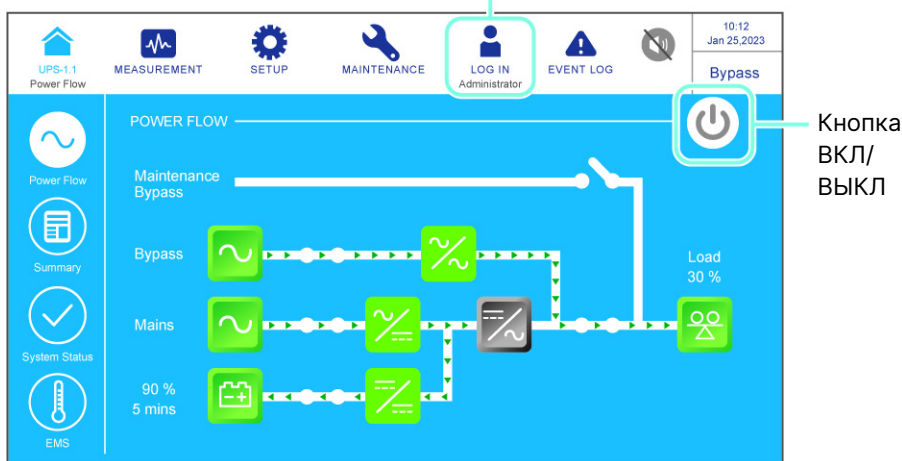 10:12
Jan 25,2023
UPS-1.1
Power Flow
MEASUREMENT
SETUP
MAINTENANCE
LOG IN
Administrator
EVENT LOG
Bypass
POWER FLOW
Кнопка
ВКЛ/
ВЫКЛ
Power Flow
Maintenance
Bypass
Summary
Bypass
Load
30 %
Mains
System Status
90 %
5 mins
EMS